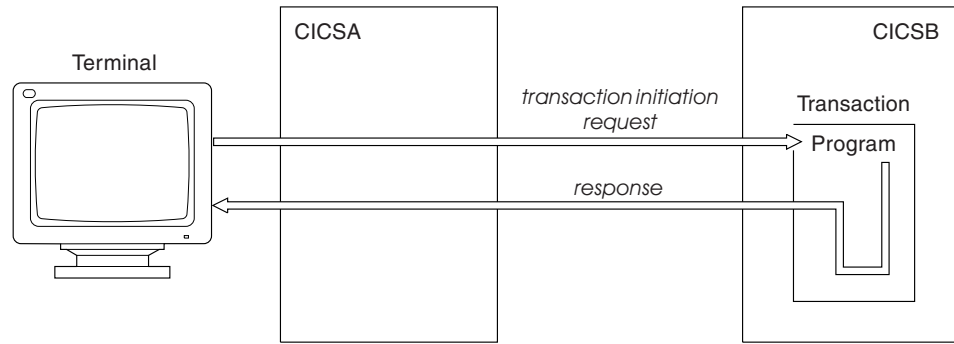 CICSA
CICSB
Terminal
transaction initiation
request
Transaction
Program
response